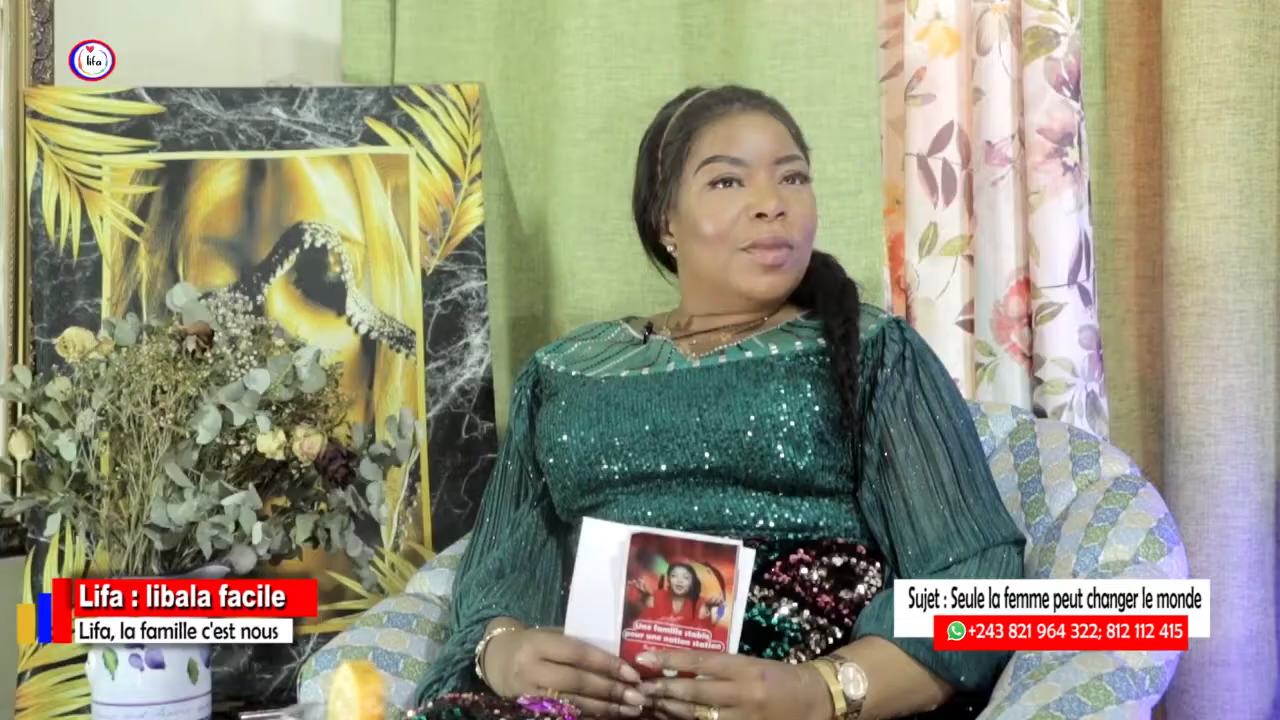 lifa
Lifa : libala facile
Lifa, la famille c'est nous
Sujet : Seule la femme peut changer le monde
+243 821 964 322; 812 112 415
Une famille stable
pour une nation station